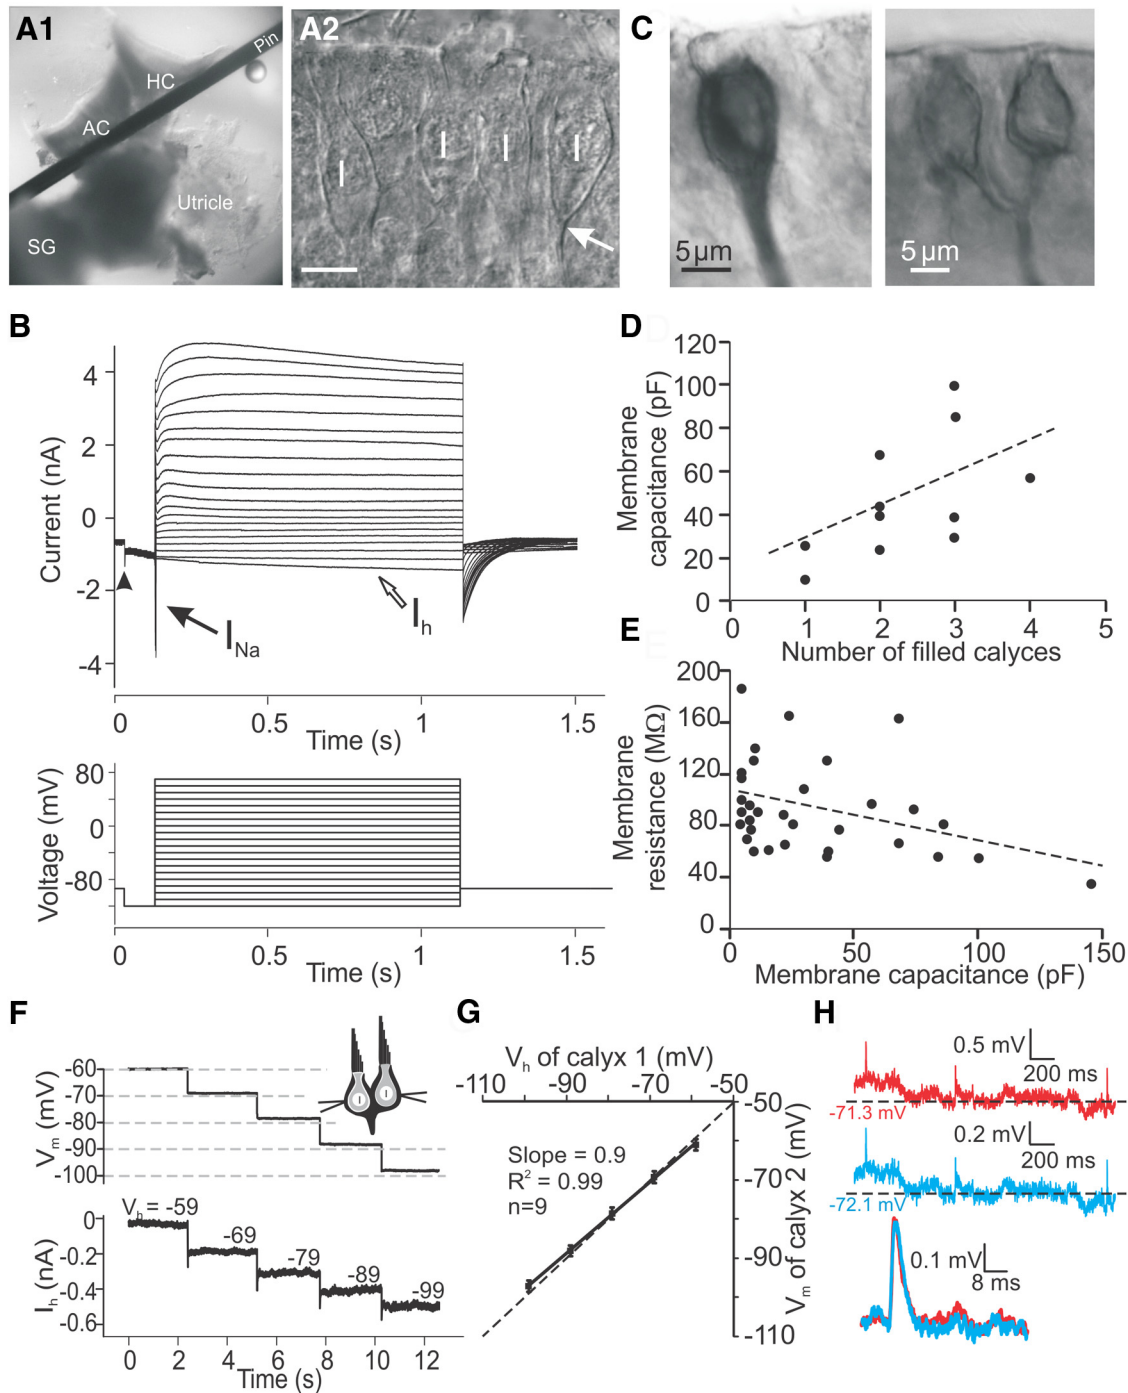 A1
Pin
HC
AC
Utricle
SG
A2
C
5 µm
5 µm
B
Current (nA)
4
2
0
-2
-4
I Na
I h
0
0.5
1
1.5
Time (s)
Voltage (mV)
80
0
-80
0
0.5
1
1.5
Time (s)
D
Membrane
capacitance (pF)
120
100
80
60
40
20
0
0
1
2
3
4
5
Number of filled calyces
E
Membrane
resistance (MΩ)
200
160
120
80
40
0
0
50
100
150
Membrane capacitance (pF)
F
Vm (mV)
-60
-70
-80
-90
-100
I
I
Ih (nA)
0
-0.2
-0.4
-0.6
Vh = -59
-69
-79
-89
-99
0
2
4
6
8
10
12
Time (s)
G
Vh of calyx 1 (mV)
-110
-90
-70
-50
Slope = 0.9
R² = 0.99
n=9
-50
-70
-90
-110
Vm of calyx 2 (mV)
H
0.5 mV
200 ms
-71.3 mV
0.2 mV
200 ms
-72.1 mV
0.1 mV
8 ms